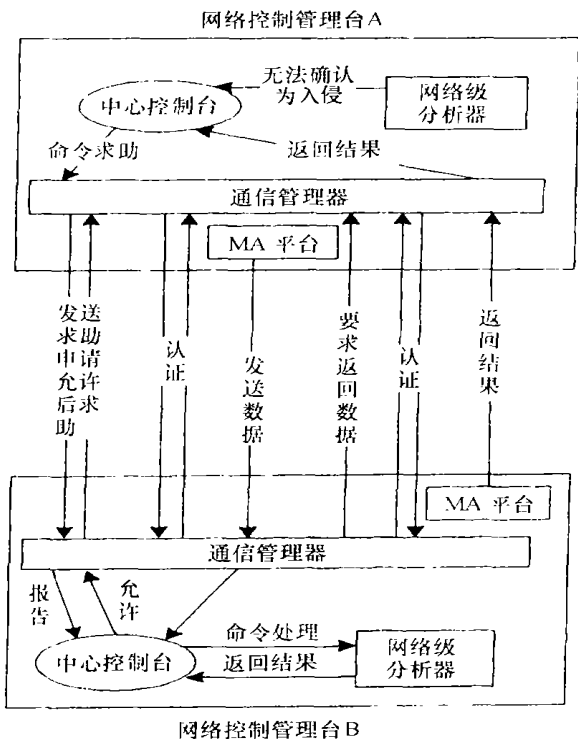 网络控制管理台A
无法确认
为入侵
网络级
分析器
中心控制台
命令求助
返回结果
通信管理器
MA 平台
发送
求助
申请
允许
后求
助
认证
发送数据
要求返回数据
认证
返回结果
MA 平台
通信管理器
报告
允许
命令处理
返回结果
中心控制台
网络级
分析器
网络控制管理台B